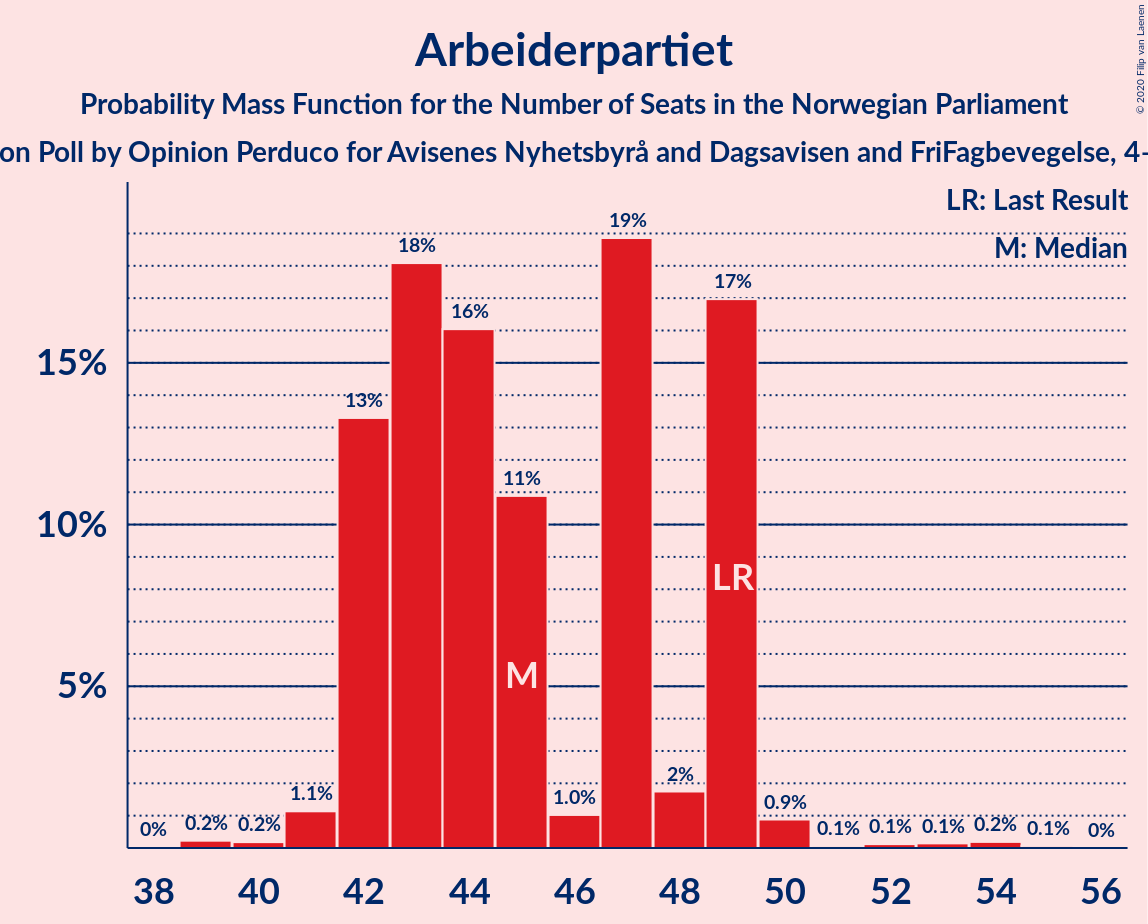 Arbeiderpartiet
Probability Mass Function for the Number of Seats in the Norwegian Parliament
on Poll by Opinion Perduco for Avisenes Nyhetsbyrå and Dagsavisen and FriFagbevegelse, 4–
© 2020 Filip van Laenen
LR: Last Result
M: Median
15%
10%
5%
0%
0.2%
0.2%
1.1%
13%
18%
16%
11%
1.0%
19%
2%
17%
0.9%
0.1%
0.1%
0.1%
0.2%
0.1%
0%
M
LR
38 40 42 44 46 48 50 52 54 56